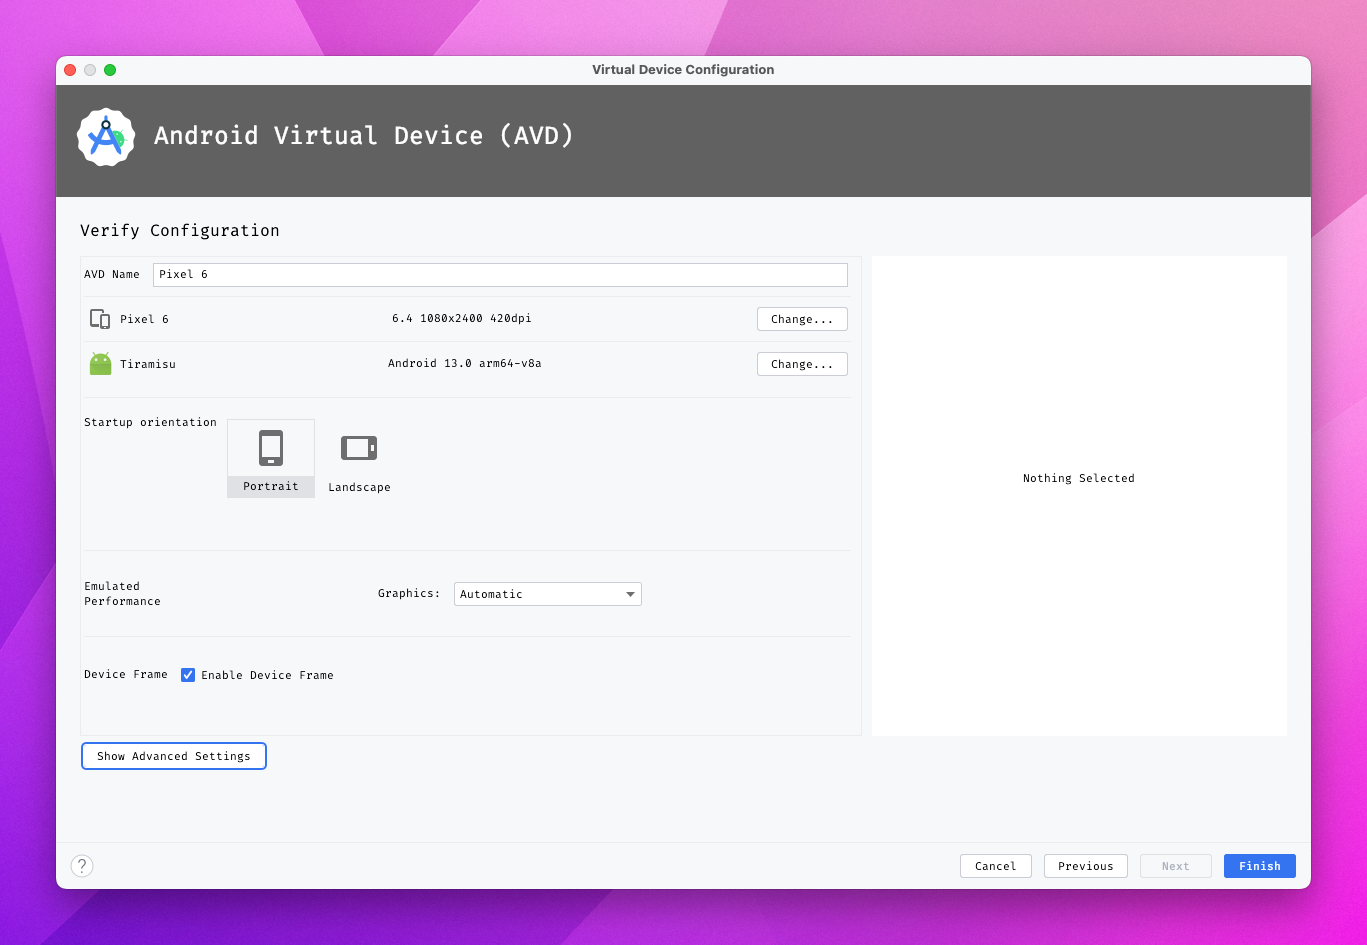 Virtual Device Configuration
Android Virtual Device (AVD)
Verify Configuration
AVD Name Pixel 6
Pixel 6 6.4 1080x2400 420dpi Change...
Tiramisu Android 13.0 arm64-v8a Change...
Startup orientation
Portrait Landscape
Nothing Selected
Emulated
Performance
Graphics: Automatic
Device Frame Enable Device Frame
Show Advanced Settings
? Cancel Previous Next Finish